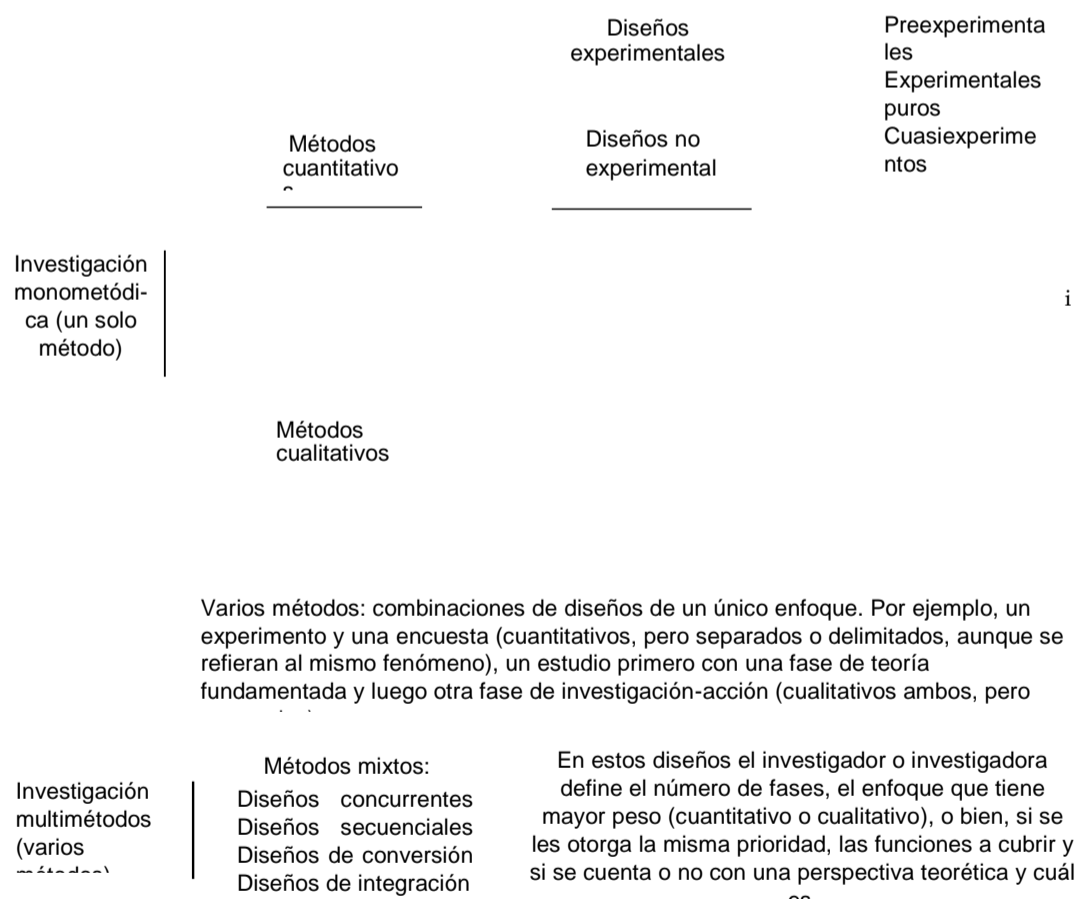 Diseños
experimentales
Preexperimenta
les
Experimentales
puros
Cuasiexperime
ntos
Métodos
cuantitativo
Diseños no
experimental
Investigación
monometódi-
ca (un solo
método)
i
Métodos
cualitativos
Varios métodos: combinaciones de diseños de un único enfoque. Por ejemplo, un
experimento y una encuesta (cuantitativos, pero separados o delimitados, aunque se
refieran al mismo fenómeno), un estudio primero con una fase de teoría
fundamentada y luego otra fase de investigación-acción (cualitativos ambos, pero
Investigación
multimétodos
(varios
Métodos mixtos:
Diseños concurrentes
Diseños secuenciales
Diseños de conversión
Diseños de integración
En estos diseños el investigador o investigadora
define el número de fases, el enfoque que tiene
mayor peso (cuantitativo o cualitativo), o bien, si se
les otorga la misma prioridad, las funciones a cubrir y
si se cuenta o no con una perspectiva teorética y cuál